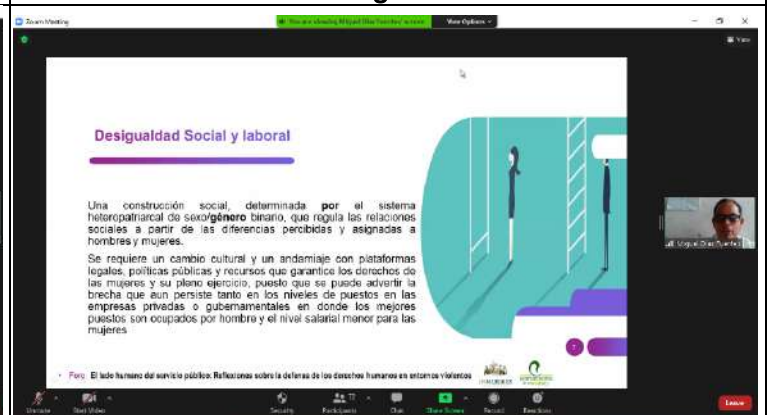 Zoom Meeting
You are viewing Miguel Díaz Fuentes' screen
View Options
View
Desigualdad Social y laboral
Una construcción social, determinada por el sistema
heteropatriarcal de sexo/género binario, que regula las relaciones
sociales a partir de las diferencias percibidas y asignadas a
hombres y mujeres.
Se requiere un cambio cultural y un andamiaje con plataformas
legales, políticas públicas y recursos que garantice los derechos de
las mujeres y su pleno ejercicio, puesto que se puede advertir la
brecha que aun persiste tanto en los niveles de puestos en las
empresas privadas o gubernamentales en donde los mejores
puestos son ocupados por hombre y el nivel salarial menor para las
mujeres
Miguel Díaz Fuentes
Foro El lado humano del servicio público: Reflexiones sobre la defensa de los derechos humanos en entornos violentos
Unmute
Start Video
Security
Participants
Chat
Share Screen
Record
Reactions
Leave